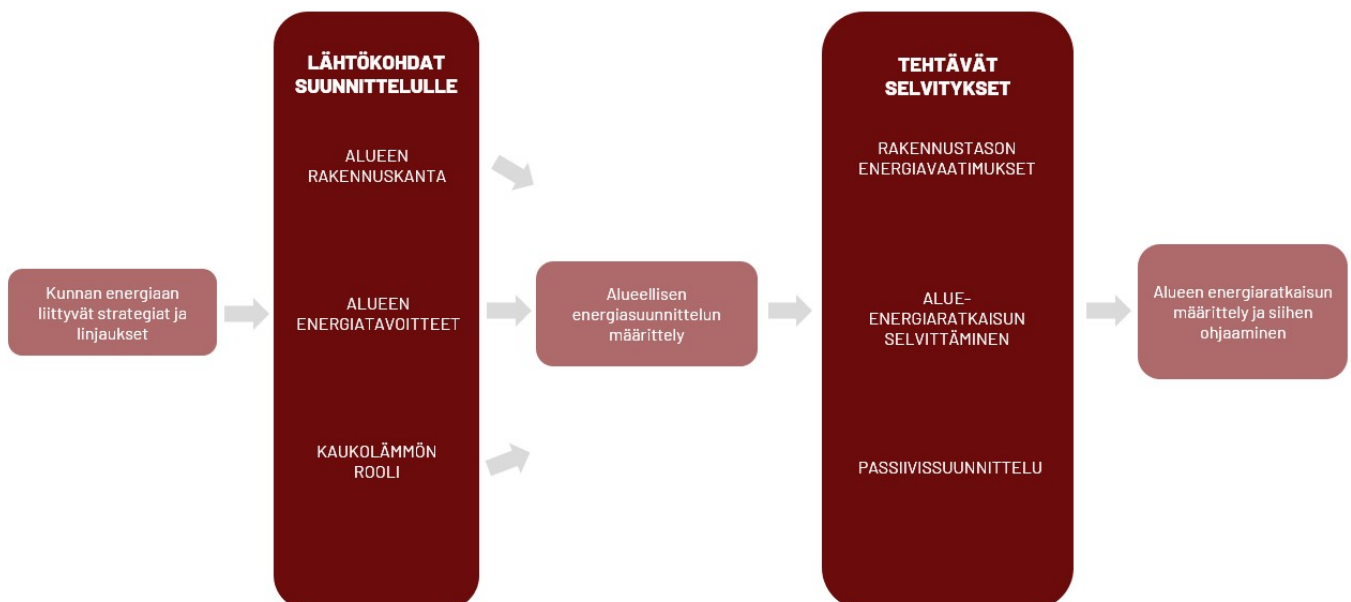 Kunnan energiaan
liittyvät strategiat ja
linjaukset
LÄHTÖKOHDAT
SUUNNITTELULLE
ALUEEN
RAKENNUSKANTA
ALUEEN
ENERGIATAVOITTEET
KAUKOLÄMMÖN
ROOLI
Alueellisen
energiasuunnittelun
määrittely
TEHTÄVÄT
SELVITYKSET
RAKENNUSTASON
ENERGIAVAATIMUKSET
ALUE-
ENERGIARATKAISUN
SELVITTÄMINEN
PASSIIVISSUUNNITTELU
Alueen energiaratkaisun
määrittely ja siihen
ohjaaminen